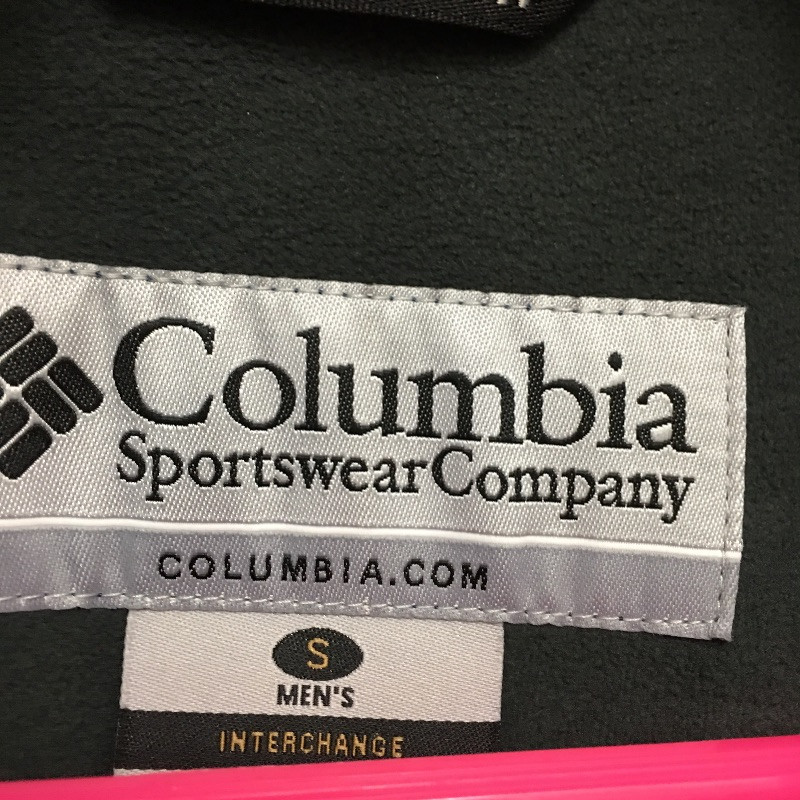 Columbia
Sportswear Company
COLUMBIA.COM
S
MEN'S
INTERCHANGE